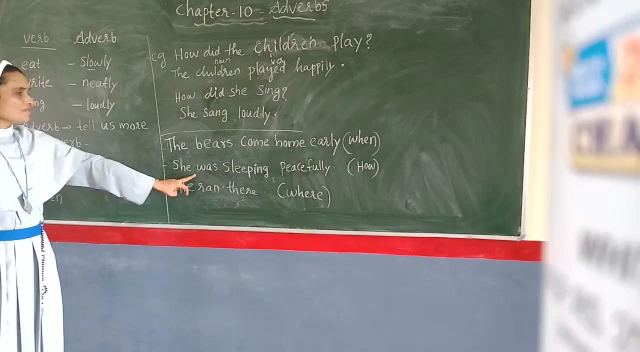 Chapter-10 - Adverbs
verb Adverb
eat - slowly
- neatly
- loudly
tell us more
eg How did the children play?
noun verb
The children played happily.
How did she sing?
She sang loudly.
The bears come home early (when)
- She was sleeping peacefully (How)
ran there (where)